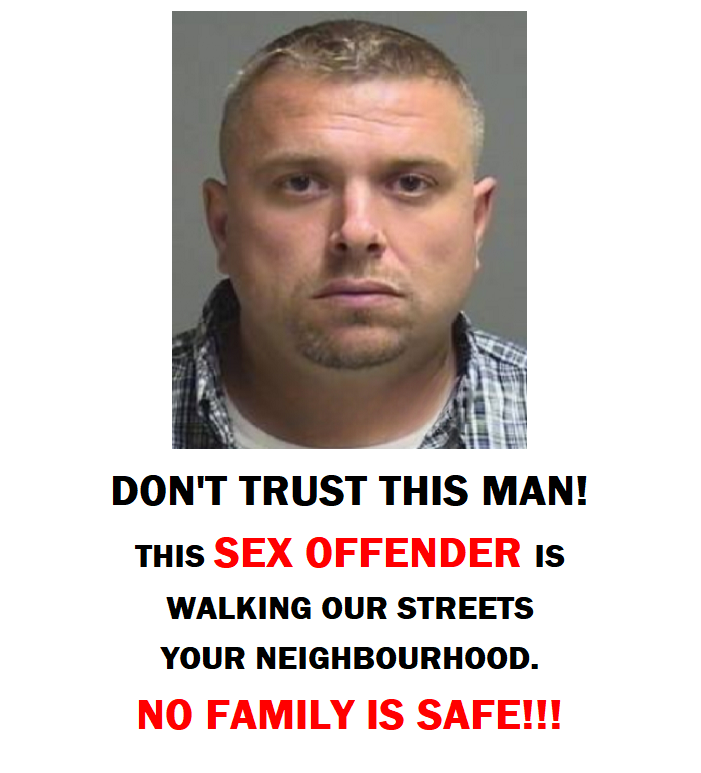 DON'T TRUST THIS MAN!
THIS SEX OFFENDER IS
WALKING OUR STREETS
YOUR NEIGHBOURHOOD.
NO FAMILY IS SAFE!!!